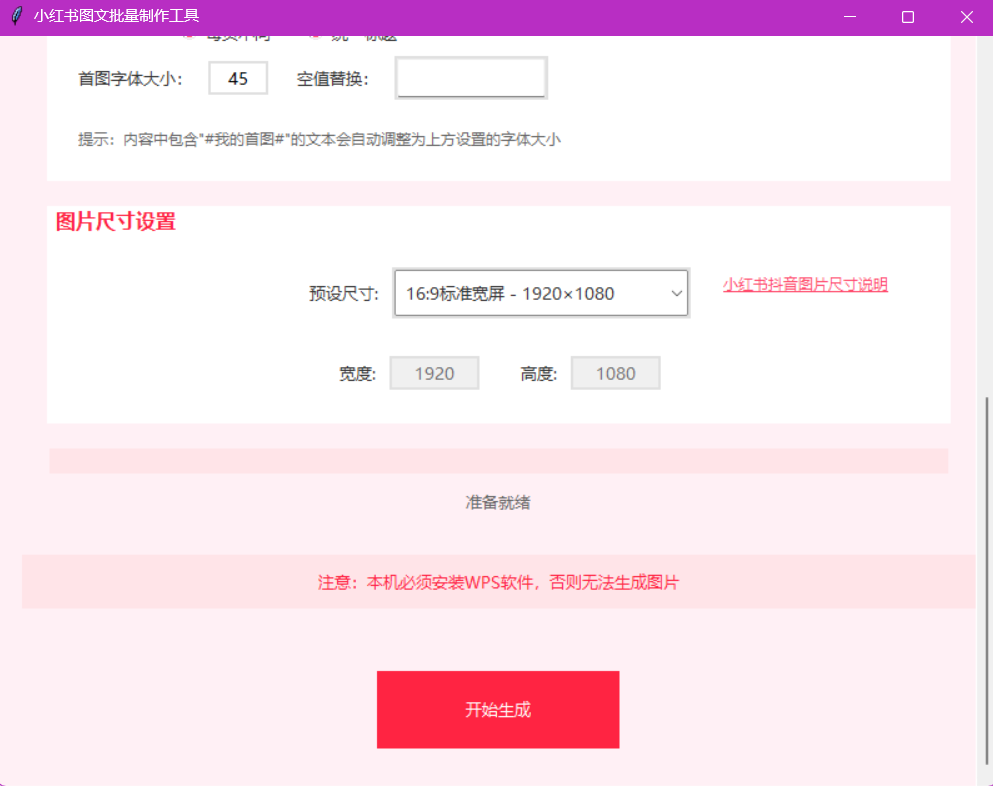 小红书图文批量制作工具
首图字体大小： 45 空值替换：
提示：内容中包含"#我的首图#"的文本会自动调整为上方设置的字体大小
图片尺寸设置
预设尺寸： 16:9标准宽屏 - 1920×1080 小红书抖音图片尺寸说明
宽度： 1920 高度： 1080
准备就绪
注意：本机必须安装WPS软件，否则无法生成图片
开始生成